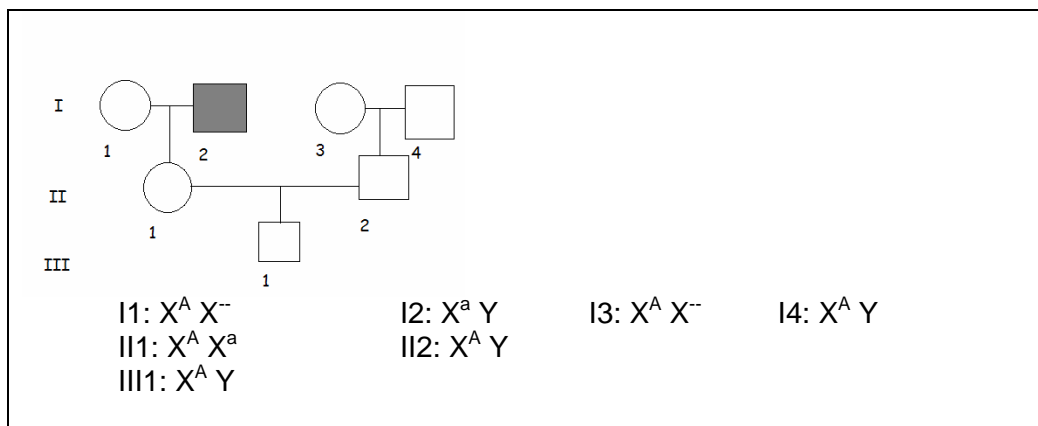 I
1 2 3 4
II
1 2
III
1
I1: X^A X^-- I2: X^a Y I3: X^A X^-- I4: X^A Y
II1: X^A X^a II2: X^A Y
III1: X^A Y